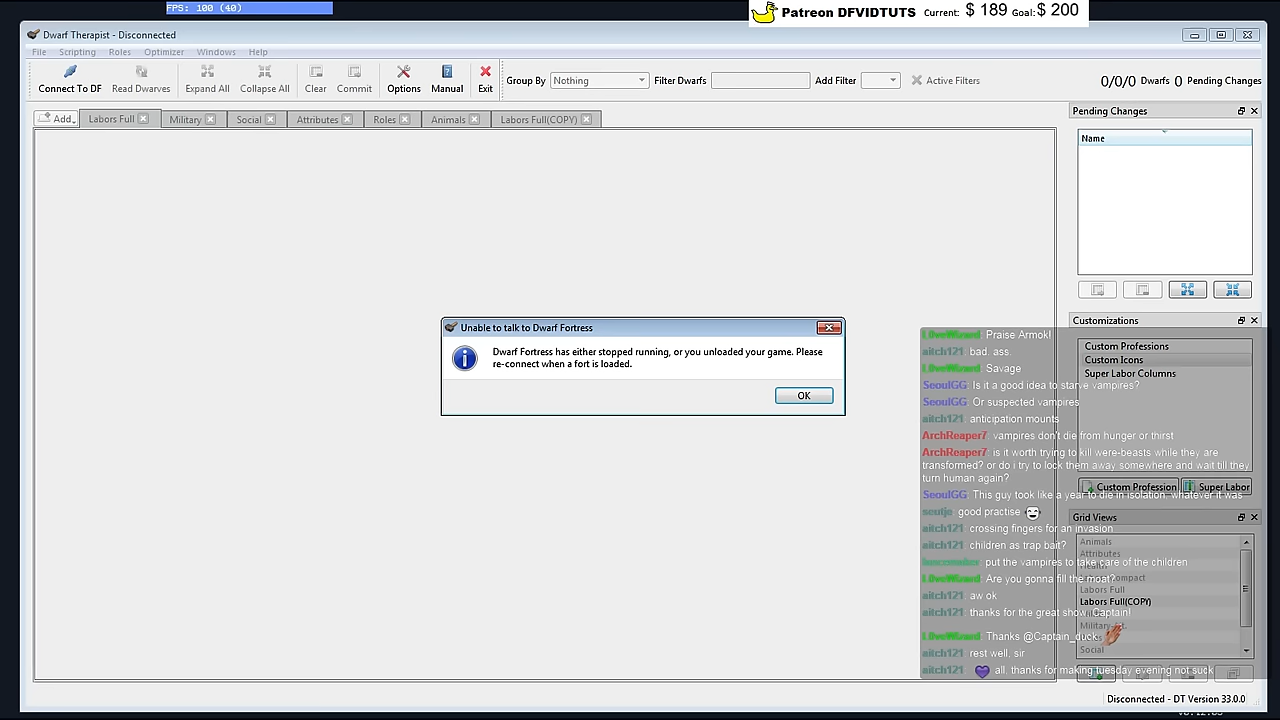 FPS: 100 (40)
Patreon DFVIDTUTS Current: $ 189 Goal: $ 200
Dwarf Therapist - Disconnected
File Scripting Roles Optimizer Windows Help
Connect To DF Read Dwarves Expand All Collapse All Clear Commit Options Manual Exit
Group By Nothing Filter Dwarfs Add Filter Active Filters 0/0/0 Dwarfs 0 Pending Changes
Add... Labors Full Military Social Attributes Roles Animals Labors Full(COPY)
Pending Changes
Name
Unable to talk to Dwarf Fortress
Dwarf Fortress has either stopped running, or you unloaded your game. Please
re-connect when a fort is loaded.
OK
Customizations
Custom Professions
Custom Icons
Super Labor Columns
Custom Profession Super Labor
Grid Views
Animals
Attributes
Labors Full
Labors Full(COPY)
Social
Praise Armok!
aitch121 bad. ass.
Savage
SeoulGG Is it a good idea to starve vampires?
SeoulGG Or suspected vampires
aitch121 anticipation mounts
ArchReaper7 vampires don't die from hunger or thirst
ArchReaper7 is it worth trying to kill were-beasts while they are
transformed? or do i try to lock them away somewhere and wait till they
turn human again?
SeoulGG This guy took like a year to die in isolation. whatever it was
good practise
aitch121 crossing fingers for an invasion
aitch121 children as trap bait?
put the vampires to take care of the children
Are you gonna fill the moat?
aitch121 aw ok
aitch121 thanks for the great show, Captain!
Thanks @Captain_duck
aitch121 rest well, sir
aitch121 all, thanks for making tuesday evening not suck
Disconnected - DT Version 33.0.0